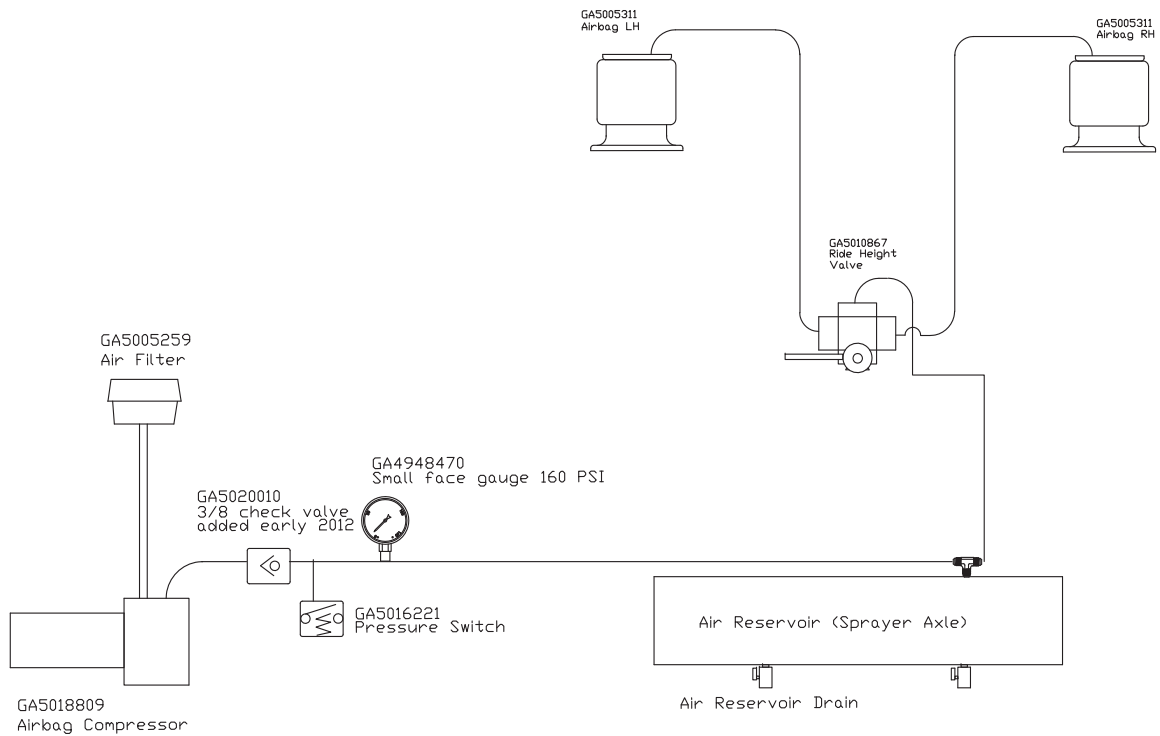 GA5005311
Airbag LH
GA5005311
Airbag RH
GA5010867
Ride Height
Valve
GA5005259
Air Filter
GA4948470
Small face gauge 160 PSI
GA5020010
3/8 check valve
added early 2012
GA5016221
Pressure Switch
Air Reservoir (Sprayer Axle)
GA5018809
Airbag Compressor
Air Reservoir Drain